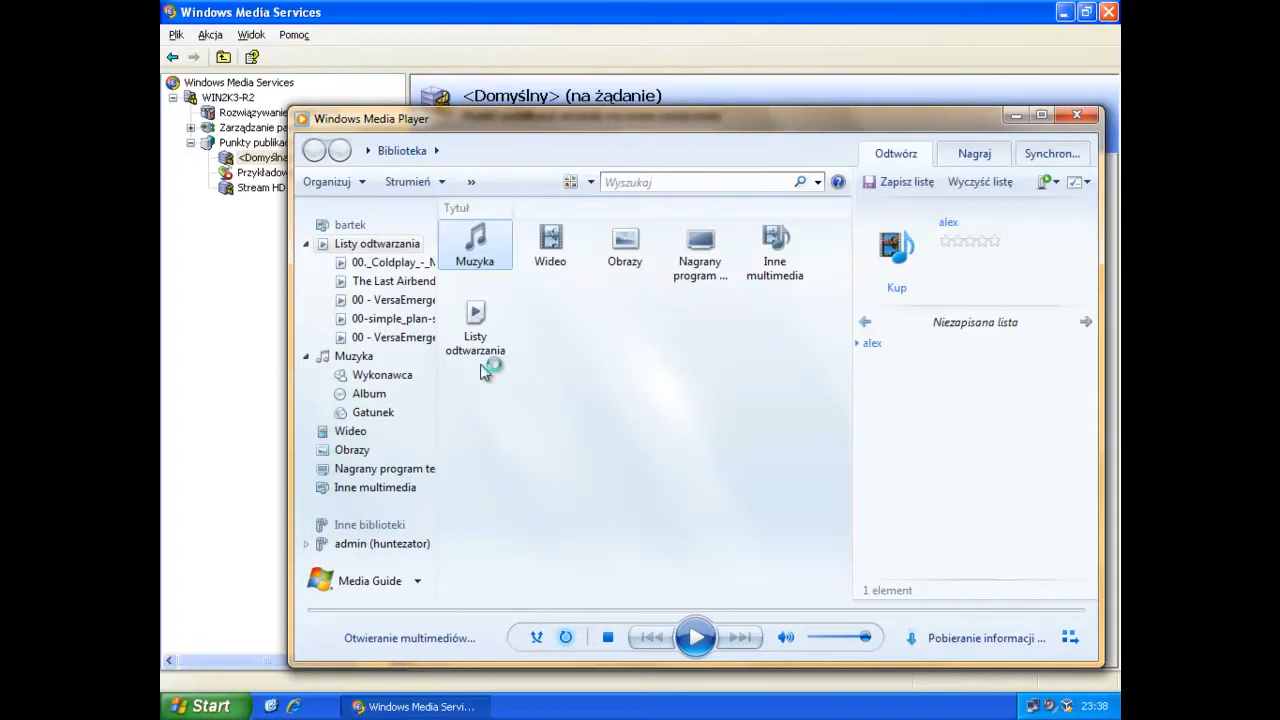 Windows Media Services
Plik Akcja Widok Pomoc
Windows Media Services
WIN2K3-R2
Rozwiązywanie
Zarządzanie pa
Punkty publikac
<Domyślna
Przykładow
Stream HD
<Domyślny> (na żądanie)
Windows Media Player
Biblioteka
Odtwórz Nagraj Synchron...
Organizuj Strumień » Wyszukaj Zapisz listę Wyczyść listę
bartek
Listy odtwarzania
00._Coldplay_-_M
The Last Airbend
00 - VersaEmerge
00-simple_plan-s
00 - VersaEmerge
Muzyka
Wykonawca
Album
Gatunek
Wideo
Obrazy
Nagrany program te
Inne multimedia
Inne biblioteki
admin (huntezator)
Media Guide
Tytuł
Muzyka
Wideo
Obrazy
Nagrany
program ...
Inne
multimedia
Listy
odtwarzania
alex
Kup
Niezapisana lista
alex
1 element
Otwieranie multimediów...
Pobieranie informacji ...
Start
Windows Media Servi...
23:38